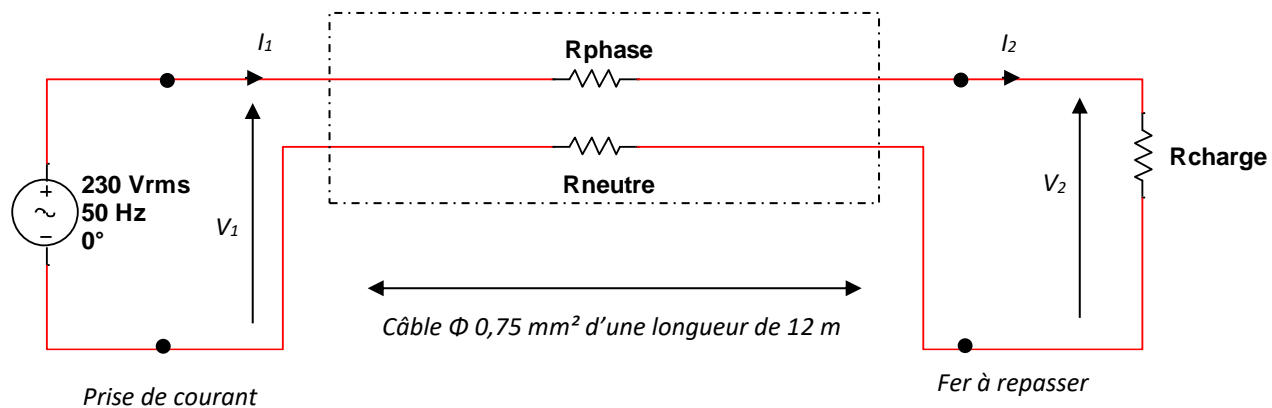 I1
Rphase
I2
230 Vrms
50 Hz
0°
V1
Rneutre
V2
Rcharge
Câble Φ 0,75 mm² d’une longueur de 12 m
Prise de courant
Fer à repasser